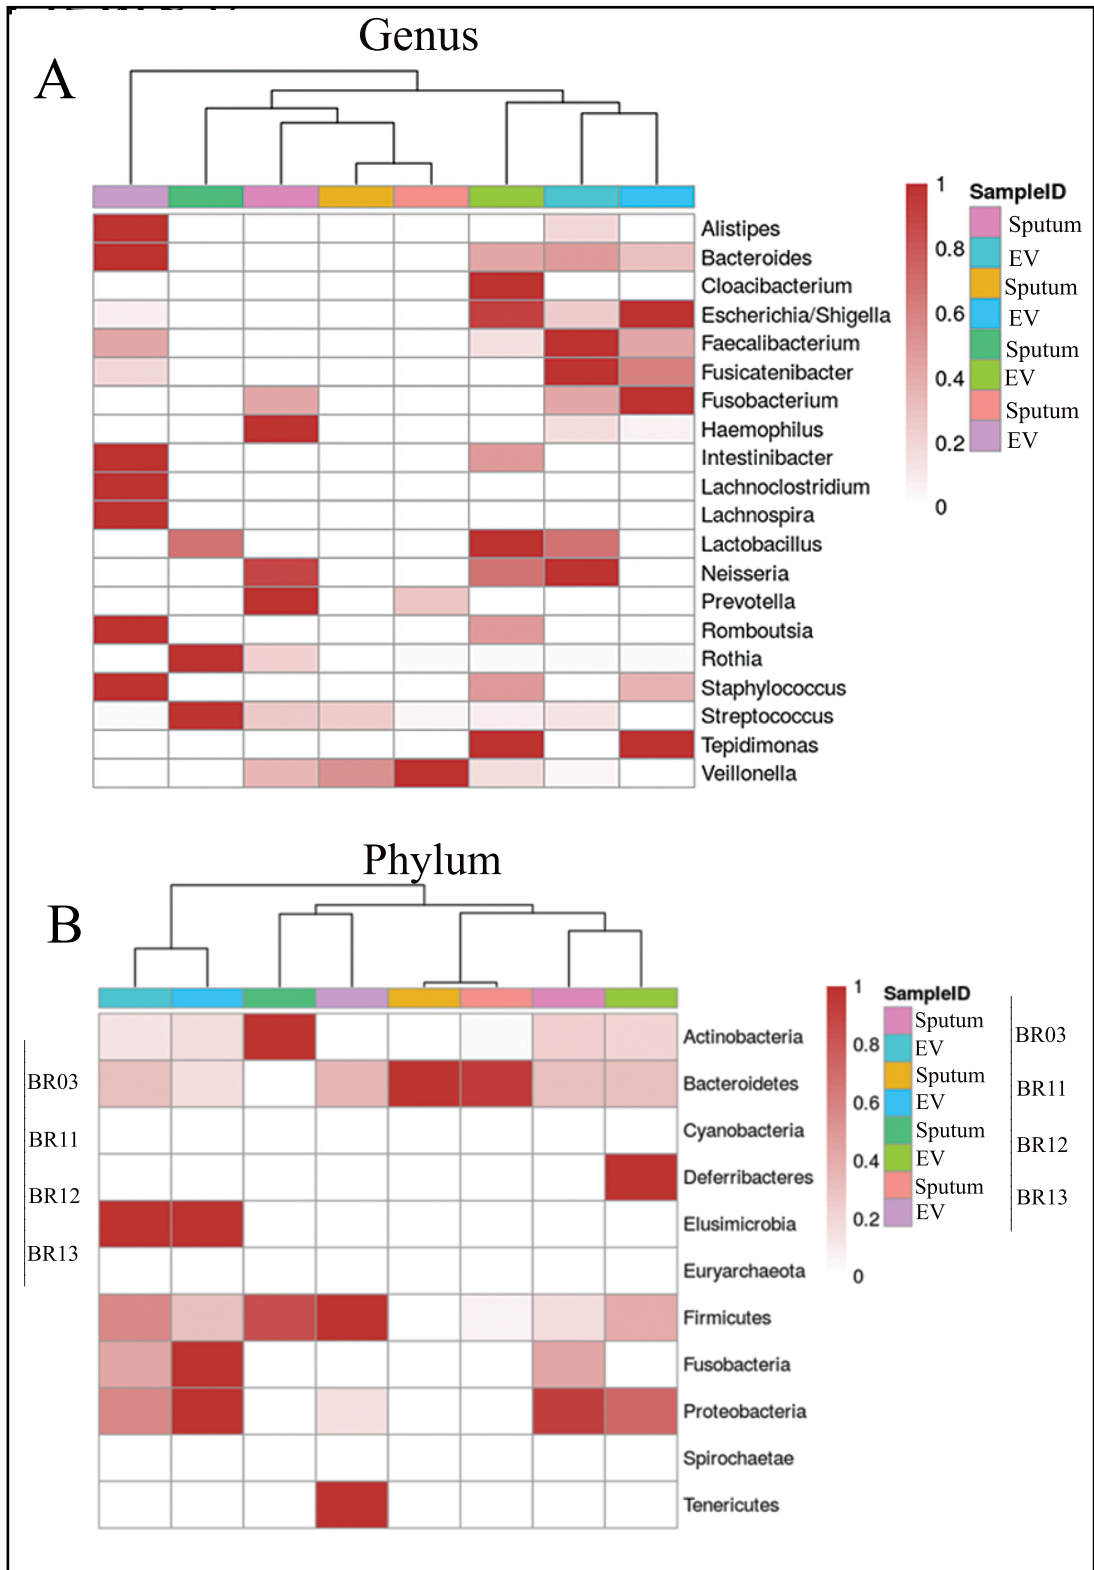 Genus
A
Alistipes
Bacteroides
Cloacibacterium
Escherichia/Shigella
Faecalibacterium
Fusicatenibacter
Fusobacterium
Haemophilus
Intestinibacter
Lachnoclostridium
Lachnospira
Lactobacillus
Neisseria
Prevotella
Romboutsia
Rothia
Staphylococcus
Streptococcus
Tepidimonas
Veillonella
1
0.8
0.6
0.4
0.2
0
SampleID
Sputum
EV
Sputum
EV
Sputum
EV
Sputum
EV
Phylum
B
BR03
BR11
BR12
BR13
Actinobacteria
Bacteroidetes
Cyanobacteria
Deferribacteres
Elusimicrobia
Euryarchaeota
Firmicutes
Fusobacteria
Proteobacteria
Spirochaetae
Tenericutes
1
0.8
0.6
0.4
0.2
0
SampleID
Sputum
EV
Sputum
EV
Sputum
EV
Sputum
EV
BR03
BR11
BR12
BR13